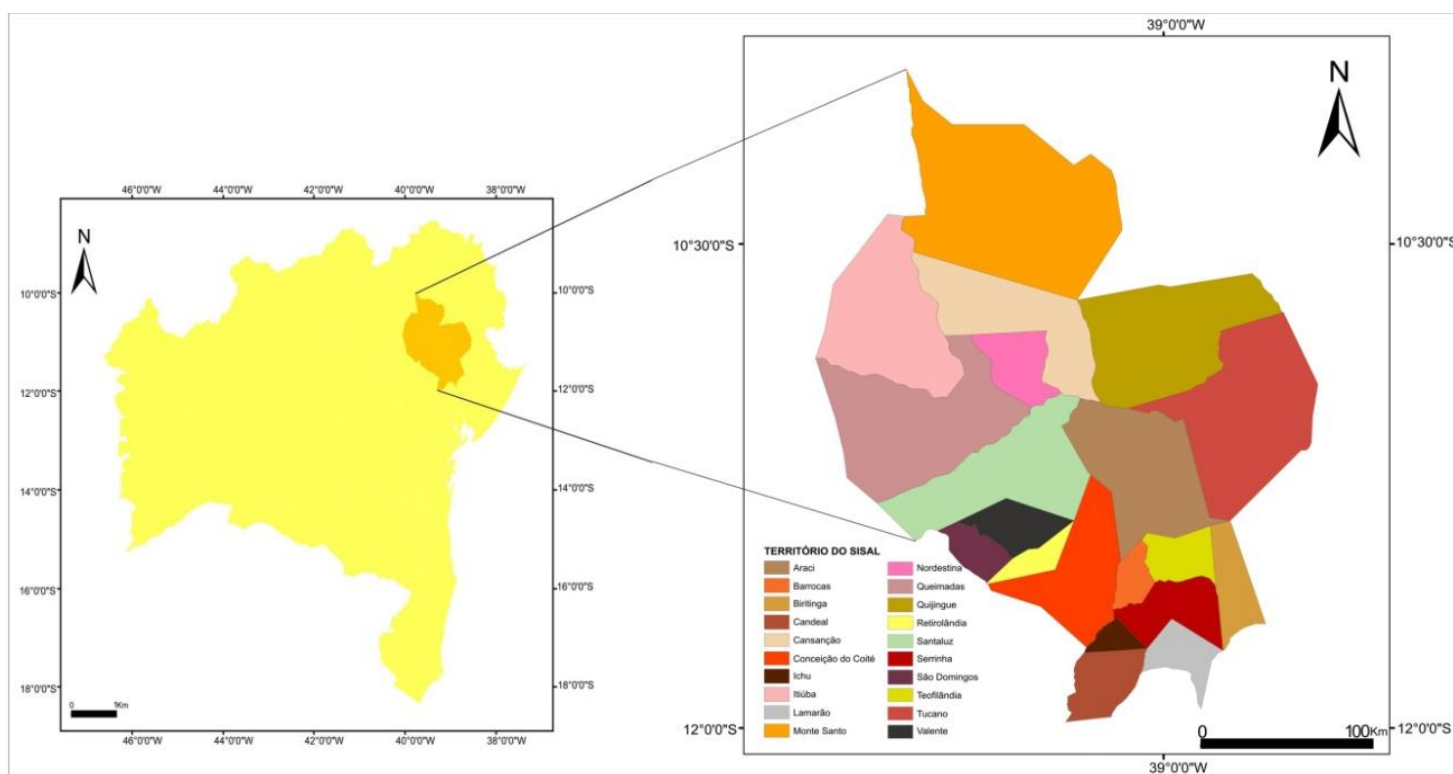 46°0'0"W 44°0'0"W 42°0'0"W 40°0'0"W 38°0'0"W
N
10°0'0"S 10°0'0"S
12°0'0"S 12°0'0"S
14°0'0"S 14°0'0"S
16°0'0"S 16°0'0"S
18°0'0"S 18°0'0"S
0 1Km
46°0'0"W 44°0'0"W 42°0'0"W 40°0'0"W 38°0'0"W
39°0'0"W
N
10°30'0"S 10°30'0"S
TERRITÓRIO DO SISAL
Araci
Barrocas
Biritinga
Candeal
Cansanção
Conceição do Coité
Ichu
Itiúba
Lamarão
Monte Santo
Nordestina
Queimadas
Quijingue
Retirolândia
Santaluz
Serrinha
São Domingos
Teofilândia
Tucano
Valente
12°0'0"S 12°0'0"S
0 100Km
39°0'0"W